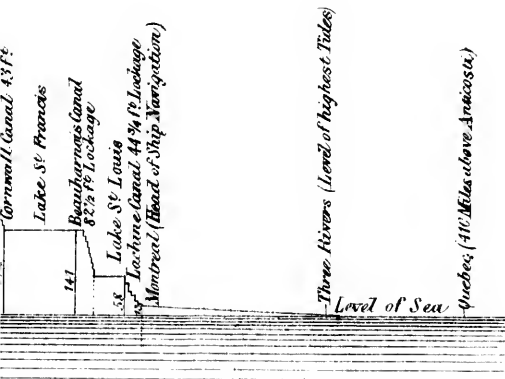 Cornwall Canal 43 ft
Lake St Francis
Beauharnois Canal
82½ ft Lockage
Lake St Louis
Lachine Canal 44¾ ft Lockage
Montreal (Head of Ship Navigation)
Three Rivers (Level of highest Tides)
Quebec, (410 Miles above Anticosti)
141
58
Level of Sea